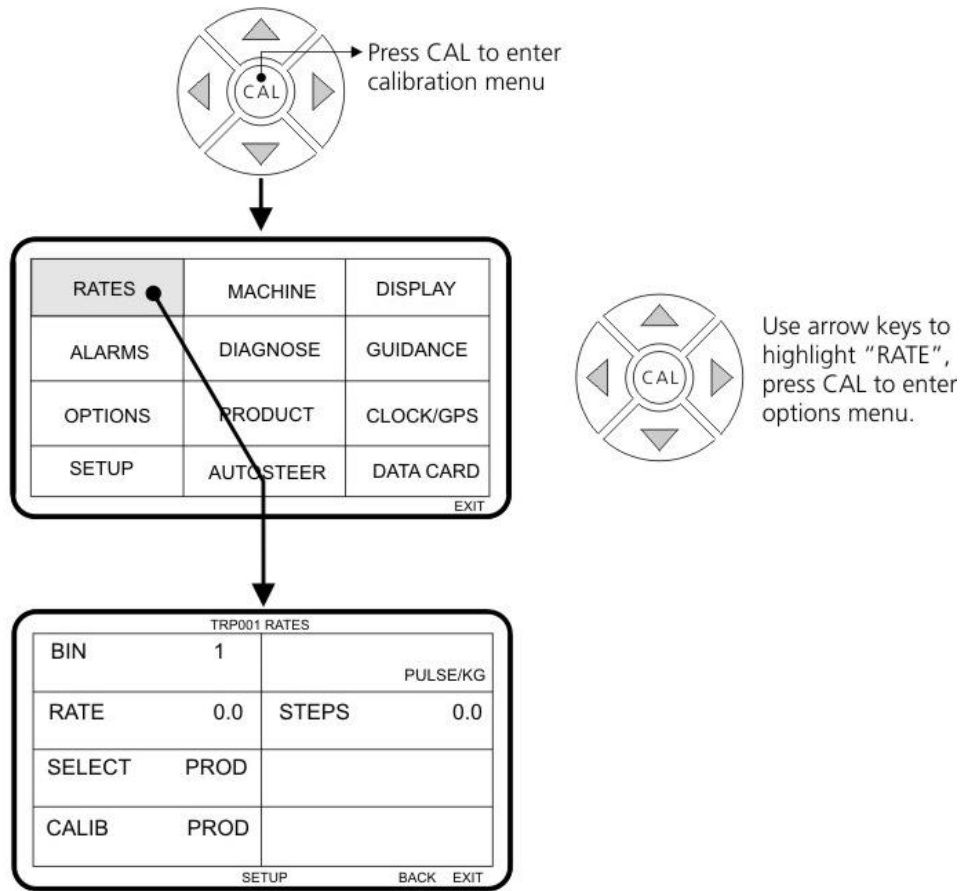 CAL
Press CAL to enter
calibration menu
RATES MACHINE DISPLAY
ALARMS DIAGNOSE GUIDANCE
OPTIONS PRODUCT CLOCK/GPS
SETUP AUTOSTEER DATA CARD
EXIT
CAL
Use arrow keys to
highlight “RATE”,
press CAL to enter
options menu.
TRP001 RATES
BIN 1
PULSE/KG
RATE 0.0 STEPS 0.0
SELECT PROD
CALIB PROD
SETUP BACK EXIT